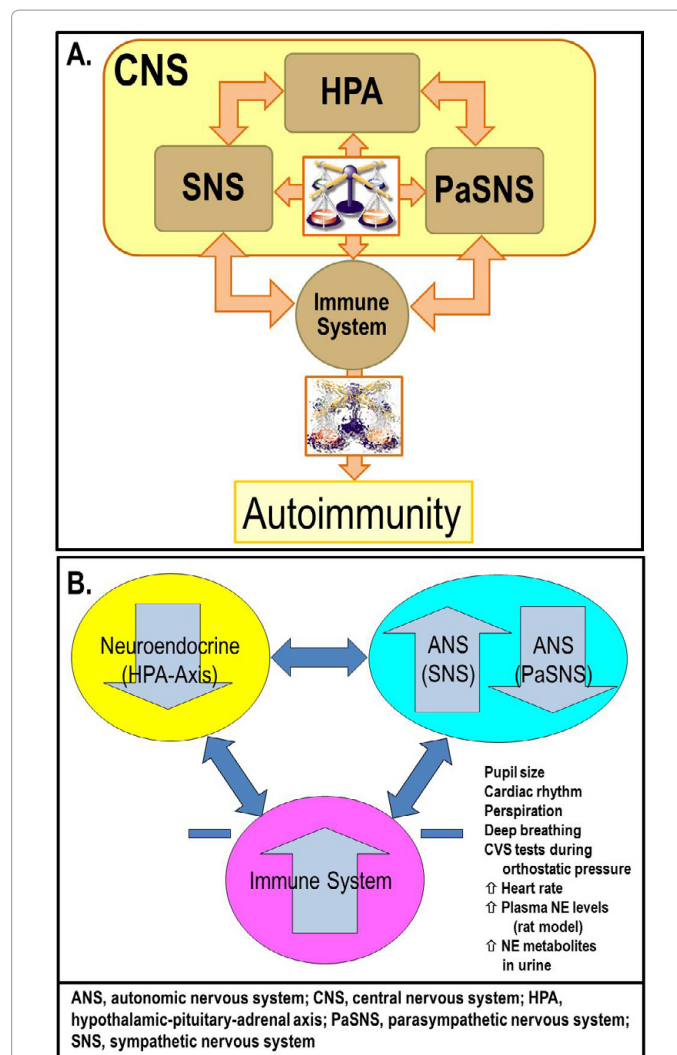 A.
CNS
HPA
SNS
PaSNS
Immune
System
Autoimmunity
B.
Neuroendocrine
(HPA-Axis)
ANS
(SNS)
ANS
(PaSNS)
Immune System
Pupil size
Cardiac rhythm
Perspiration
Deep breathing
CVS tests during
orthostatic pressure
⇧ Heart rate
⇧ Plasma NE levels
(rat model)
⇧ NE metabolites
in urine
ANS, autonomic nervous system; CNS, central nervous system; HPA,
hypothalamic-pituitary-adrenal axis; PaSNS, parasympathetic nervous system;
SNS, sympathetic nervous system